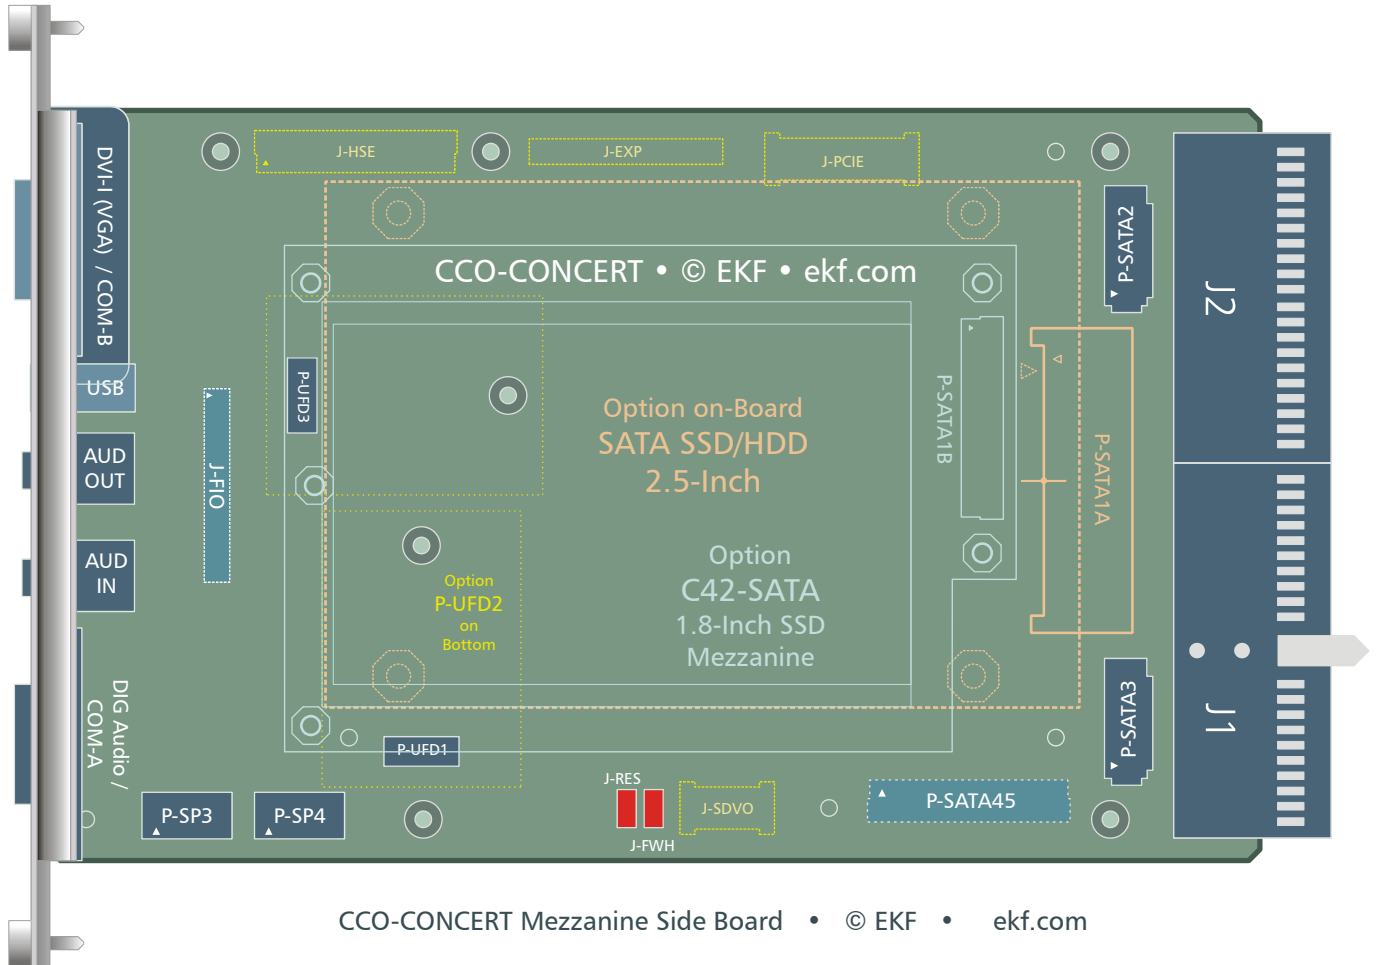 J-HSE
J-EXP
J-PCIE
DVI-I (VGA) / COM-B
P-SATA2
J2
CCO-CONCERT • © EKF • ekf.com
USB
P-UFD3
P-SATA1B
Option on-Board
SATA SSD/HDD
2.5-Inch
P-SATA1A
AUD
OUT
J-FIO
AUD
IN
Option
P-UFD2
on
Bottom
Option
C42-SATA
1.8-Inch SSD
Mezzanine
DIG Audio /
COM-A
P-UFD1
P-SATA3
J1
J-RES
P-SP3
P-SP4
J-SDVO
P-SATA45
J-FWH
CCO-CONCERT Mezzanine Side Board • © EKF • ekf.com